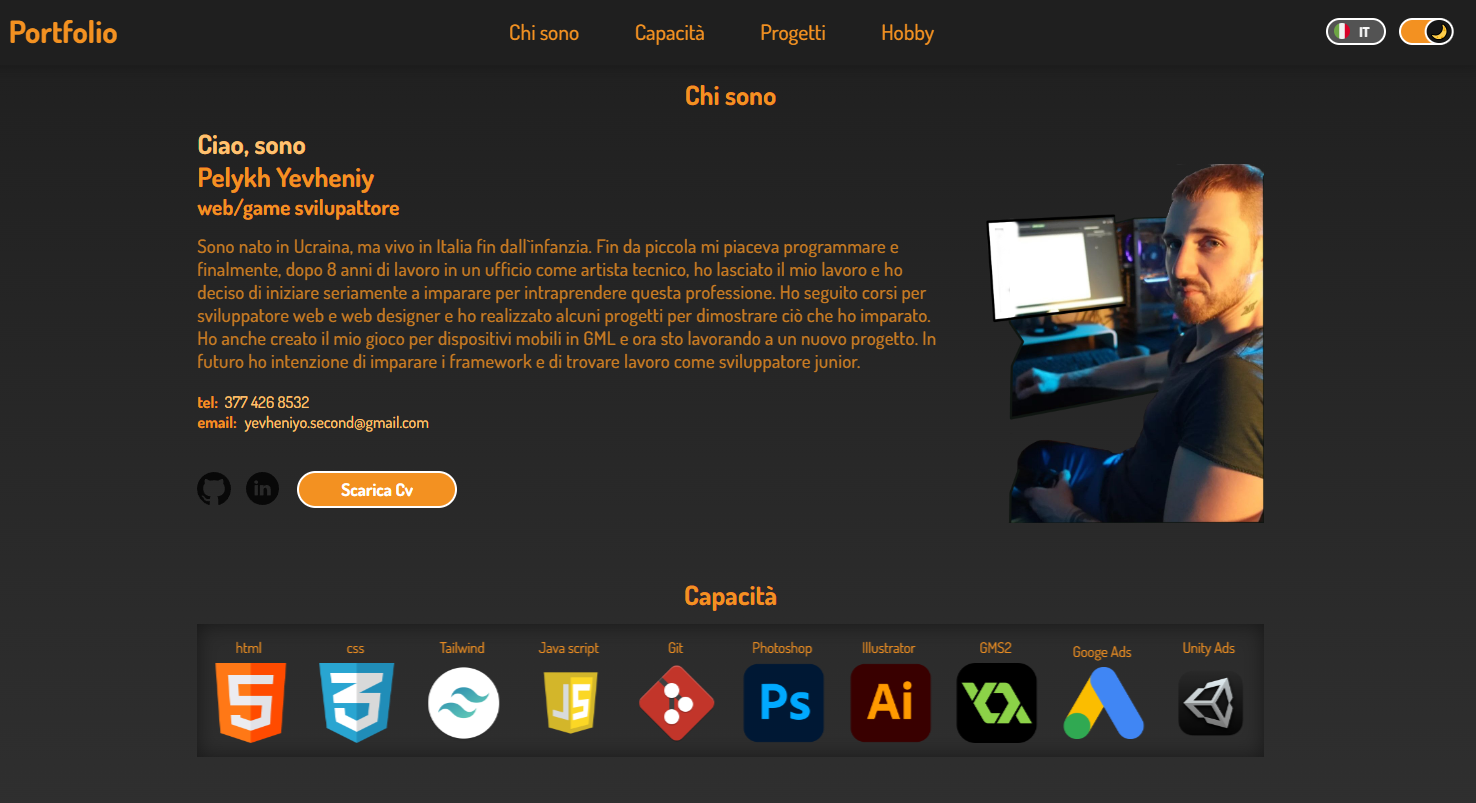 Portfolio
Chi sono
Capacità
Progetti
Hobby
IT
Chi sono
Ciao, sono
Pelykh Yevheniy
web/game svilupattore
Sono nato in Ucraina, ma vivo in Italia fin dall`infanzia. Fin da piccola mi piaceva programmare e
finalmente, dopo 8 anni di lavoro in un ufficio come artista tecnico, ho lasciato il mio lavoro e ho
deciso di iniziare seriamente a imparare per intraprendere questa professione. Ho seguito corsi per
sviluppatore web e web designer e ho realizzato alcuni progetti per dimostrare ciò che ho imparato.
Ho anche creato il mio gioco per dispositivi mobili in GML e ora sto lavorando a un nuovo progetto. In
futuro ho intenzione di imparare i framework e di trovare lavoro come sviluppatore junior.
tel: 377 426 8532
email: yevheniyo.second@gmail.com
in
Scarica Cv
Capacità
html
css
Tailwind
Java script
Git
Photoshop
Illustrator
GMS2
Googe Ads
Unity Ads
5
3
JS
Ps
Ai